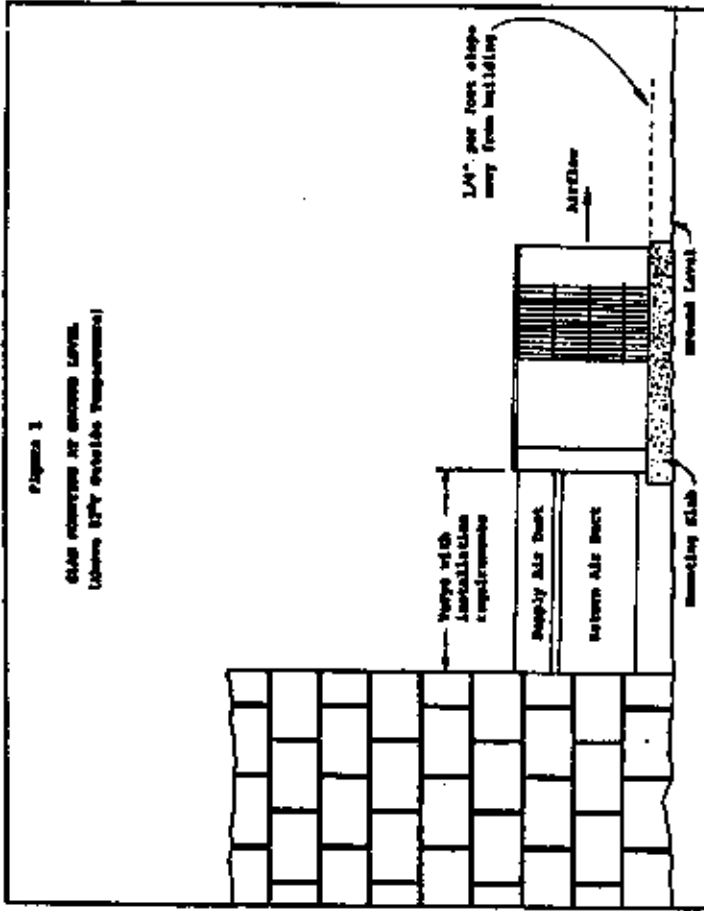 Figure 1
SLAB MOUNTING AT GROUND LEVEL
(Above Outside Temperature)
1/4" per foot slope
away from building
Airflow
Varys with
installation
requirements
Supply Air Duct
Return Air Duct
Mounting Slab
Ground Level